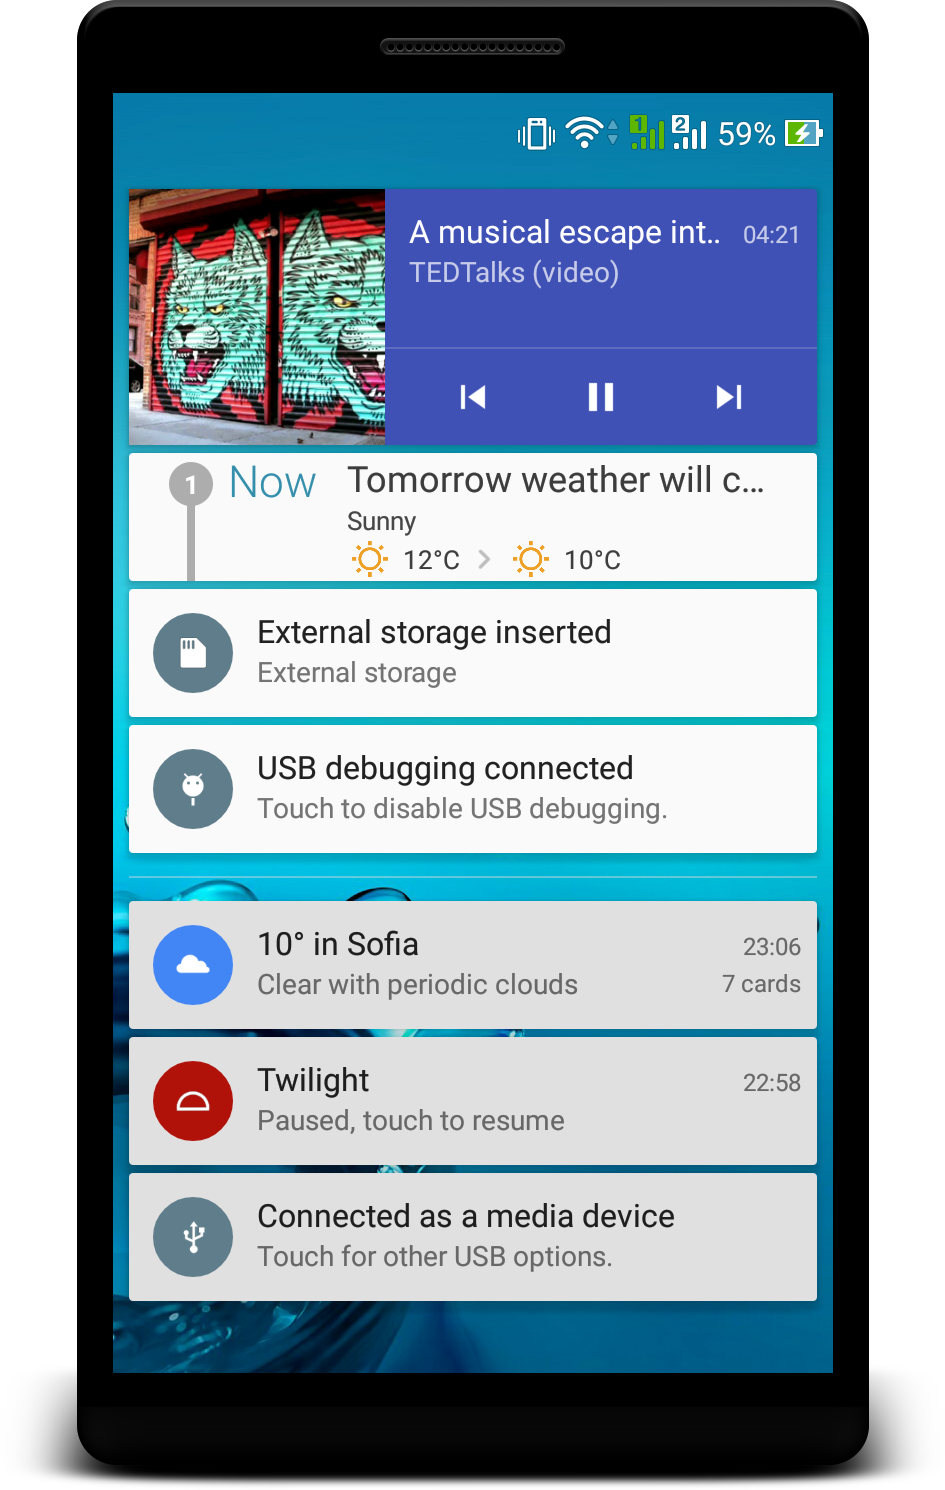 1 2 59%
A musical escape int.. 04:21
TEDTalks (video)
1 Now Tomorrow weather will c...
Sunny
12°C 10°C
External storage inserted
External storage
USB debugging connected
Touch to disable USB debugging.
10° in Sofia 23:06
Clear with periodic clouds 7 cards
Twilight 22:58
Paused, touch to resume
Connected as a media device
Touch for other USB options.